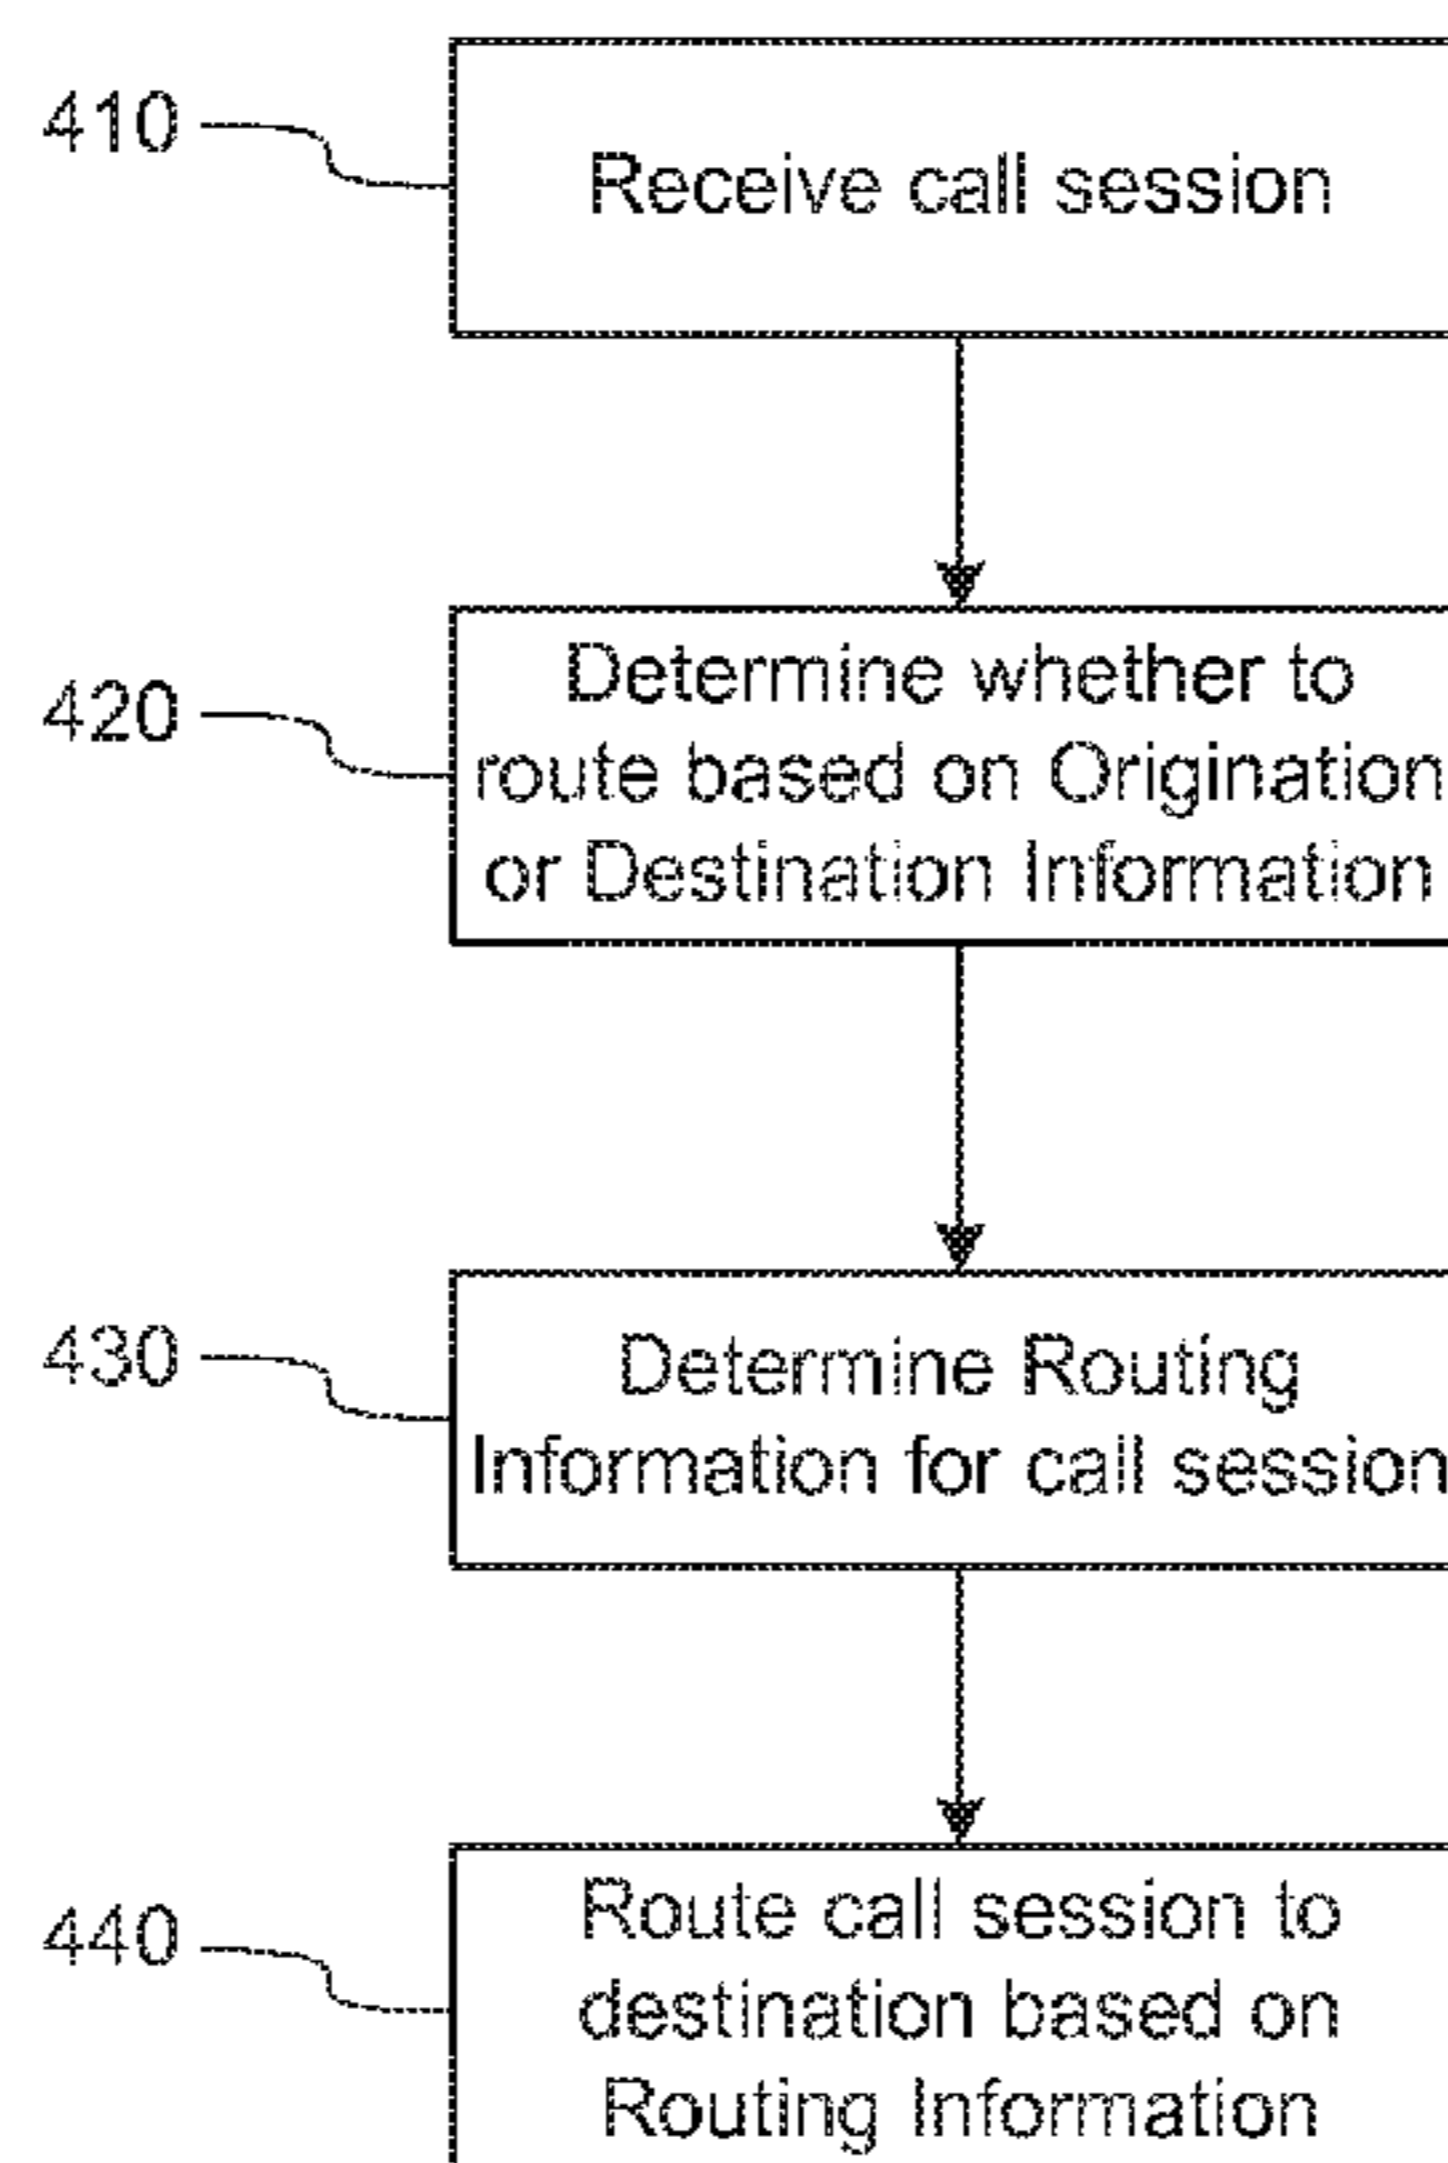 410
Receive call session
420
Determine whether to
route based on Origination
or Destination Information
430
Determine Routing
Information for call session
440
Route call session to
destination based on
Routing Information